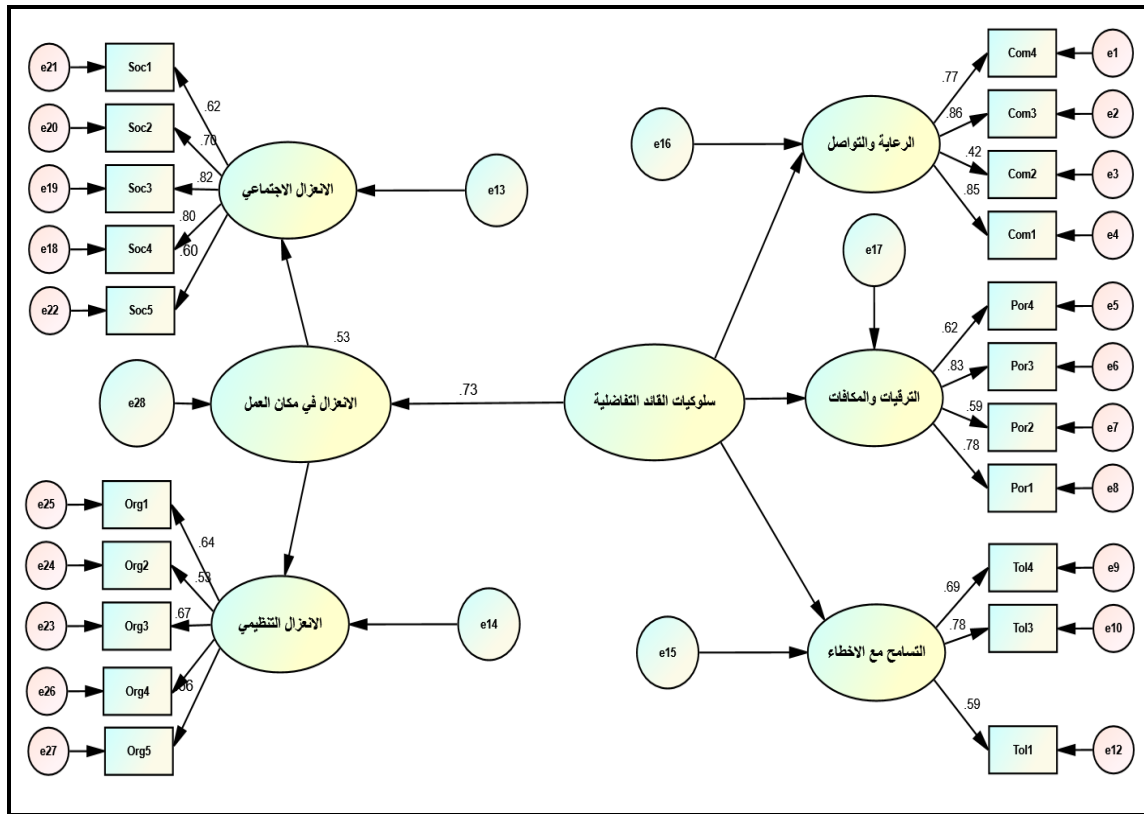 e21
Soc1
.62
e20
Soc2
.70
e19
Soc3
.82
e18
Soc4
.80
e22
Soc5
.60
الانعزال الاجتماعي
e13
e28
الانعزال في مكان العمل
.53
.73
سلوكيات القائد التفاضلية
e25
Org1
.64
e24
Org2
.53
e23
Org3
.67
e26
Org4
e27
Org5
الانعزال التنظيمي
e14
e16
الرعاية والتواصل
.77
Com4
e1
.86
Com3
e2
.42
Com2
e3
.85
Com1
e4
e17
الترقيات والمكافات
.62
Por4
e5
.83
Por3
e6
.59
Por2
e7
.78
Por1
e8
e15
التسامح مع الاخطاء
.69
Tol4
e9
.78
Tol3
e10
.59
Tol1
e12